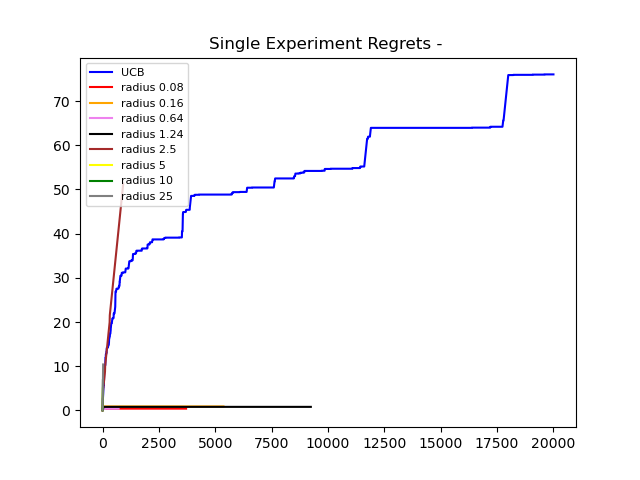 Single Experiment Regrets -
UCB
radius 0.08
radius 0.16
radius 0.64
radius 1.24
radius 2.5
radius 5
radius 10
radius 25
70
60
50
40
30
20
10
0
0 2500 5000 7500 10000 12500 15000 17500 20000